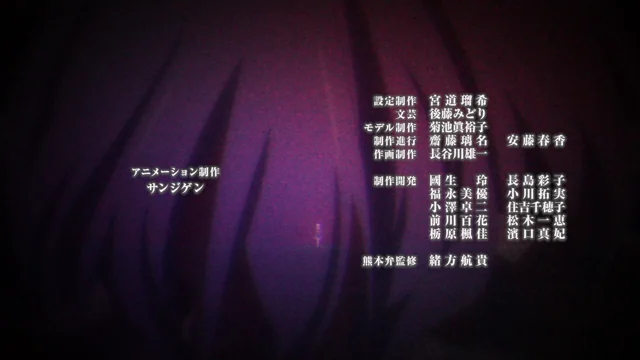 アニメーション制作
サンジゲン
設定制作 宮道瑠希
文芸 後藤みどり
モデル制作 菊池眞裕子
制作進行 齋藤璃名 安藤春香
作画制作 長谷川雄一
制作開発 國生 玲 長島彩子
福永美優 小川拓実
小澤卓二 住吉千穂子
前川百花 松木一恵
栃原楓佳 濱口真妃
熊本弁監修 緒方航貴